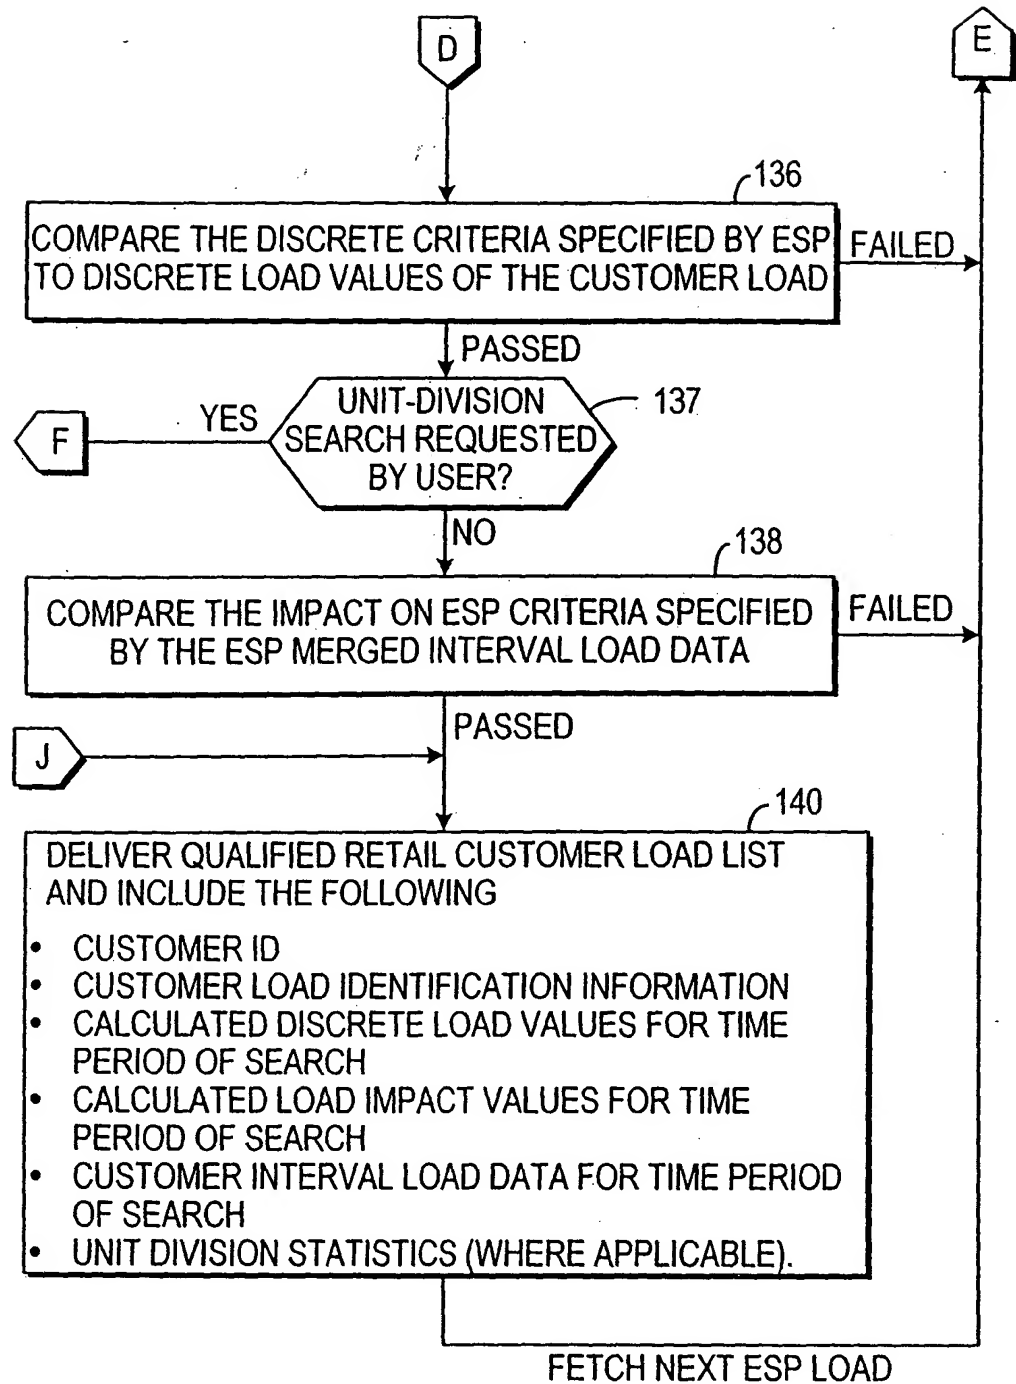 D
E
136
COMPARE THE DISCRETE CRITERIA SPECIFIED BY ESP
TO DISCRETE LOAD VALUES OF THE CUSTOMER LOAD
FAILED
PASSED
UNIT-DIVISION
SEARCH REQUESTED
BY USER?
137
YES
F
NO
138
COMPARE THE IMPACT ON ESP CRITERIA SPECIFIED
BY THE ESP MERGED INTERVAL LOAD DATA
FAILED
PASSED
J
140
DELIVER QUALIFIED RETAIL CUSTOMER LOAD LIST
AND INCLUDE THE FOLLOWING
• CUSTOMER ID
• CUSTOMER LOAD IDENTIFICATION INFORMATION
• CALCULATED DISCRETE LOAD VALUES FOR TIME
PERIOD OF SEARCH
• CALCULATED LOAD IMPACT VALUES FOR TIME
PERIOD OF SEARCH
• CUSTOMER INTERVAL LOAD DATA FOR TIME PERIOD
OF SEARCH
• UNIT DIVISION STATISTICS (WHERE APPLICABLE).
FETCH NEXT ESP LOAD